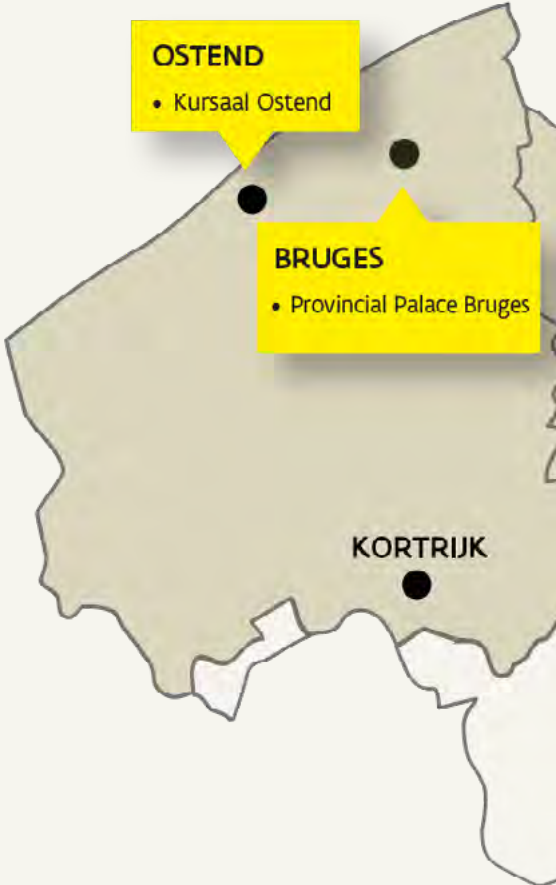 OSTEND
• Kursaal Ostend
BRUGES
• Provincial Palace Bruges
KORTRIJK